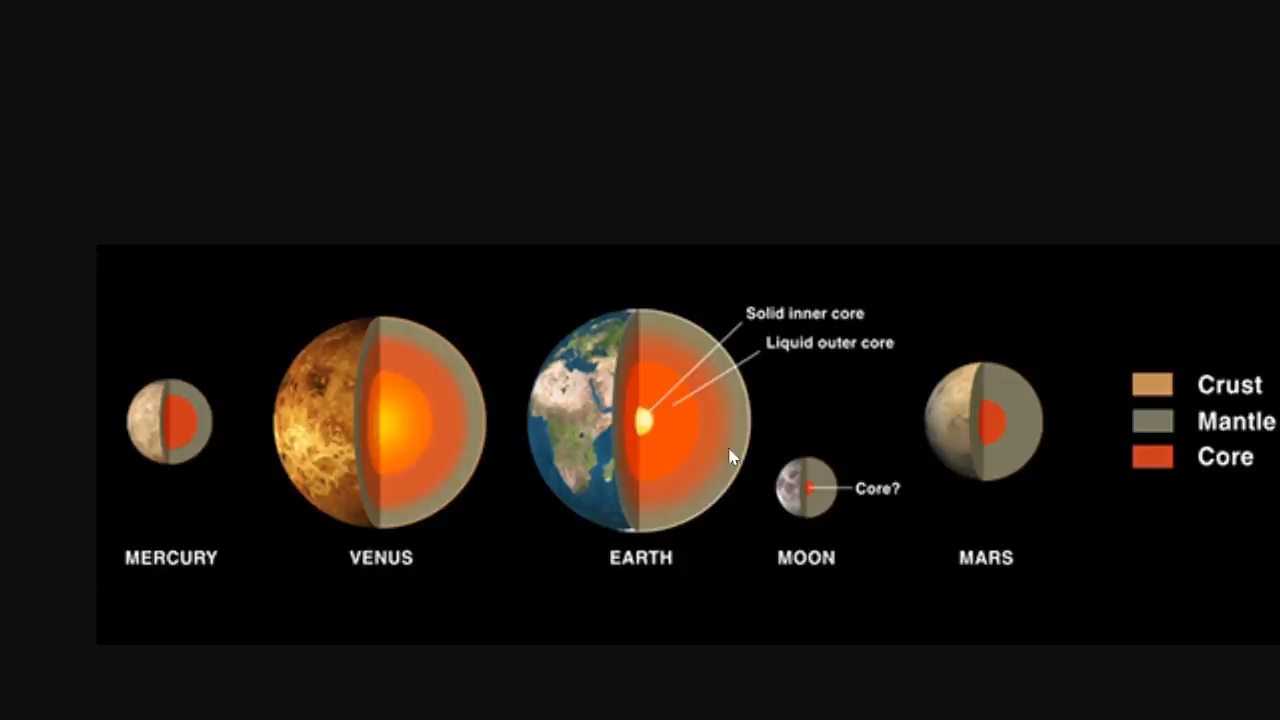 Solid inner core
Liquid outer core
Crust
Mantle
Core
Core?
MERCURY
VENUS
EARTH
MOON
MARS